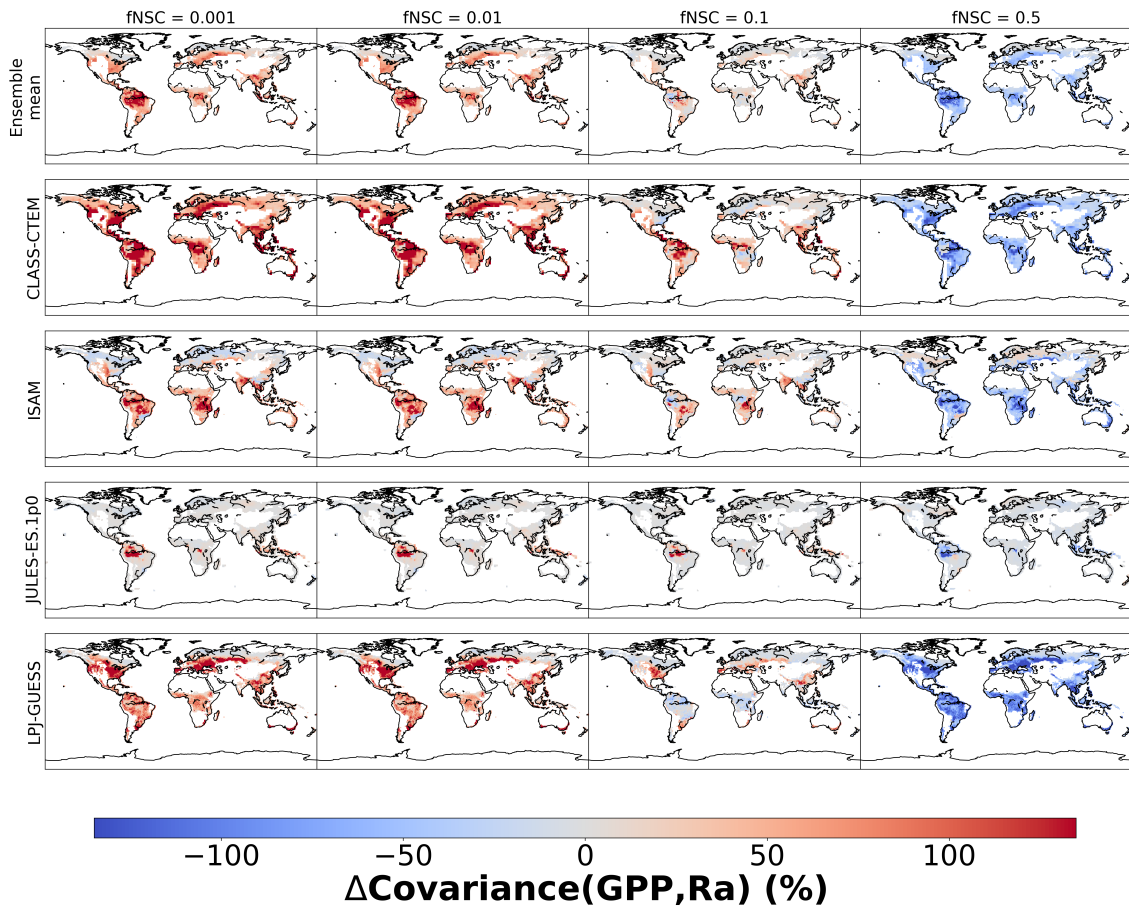 fNSC = 0.001
fNSC = 0.01
fNSC = 0.1
fNSC = 0.5
Ensemble
mean
CLASS-CTEM
ISAM
JULES-ES.1p0
LPJ-GUESS
−100
−50
0
50
100
ΔCovariance(GPP,Ra) (%)